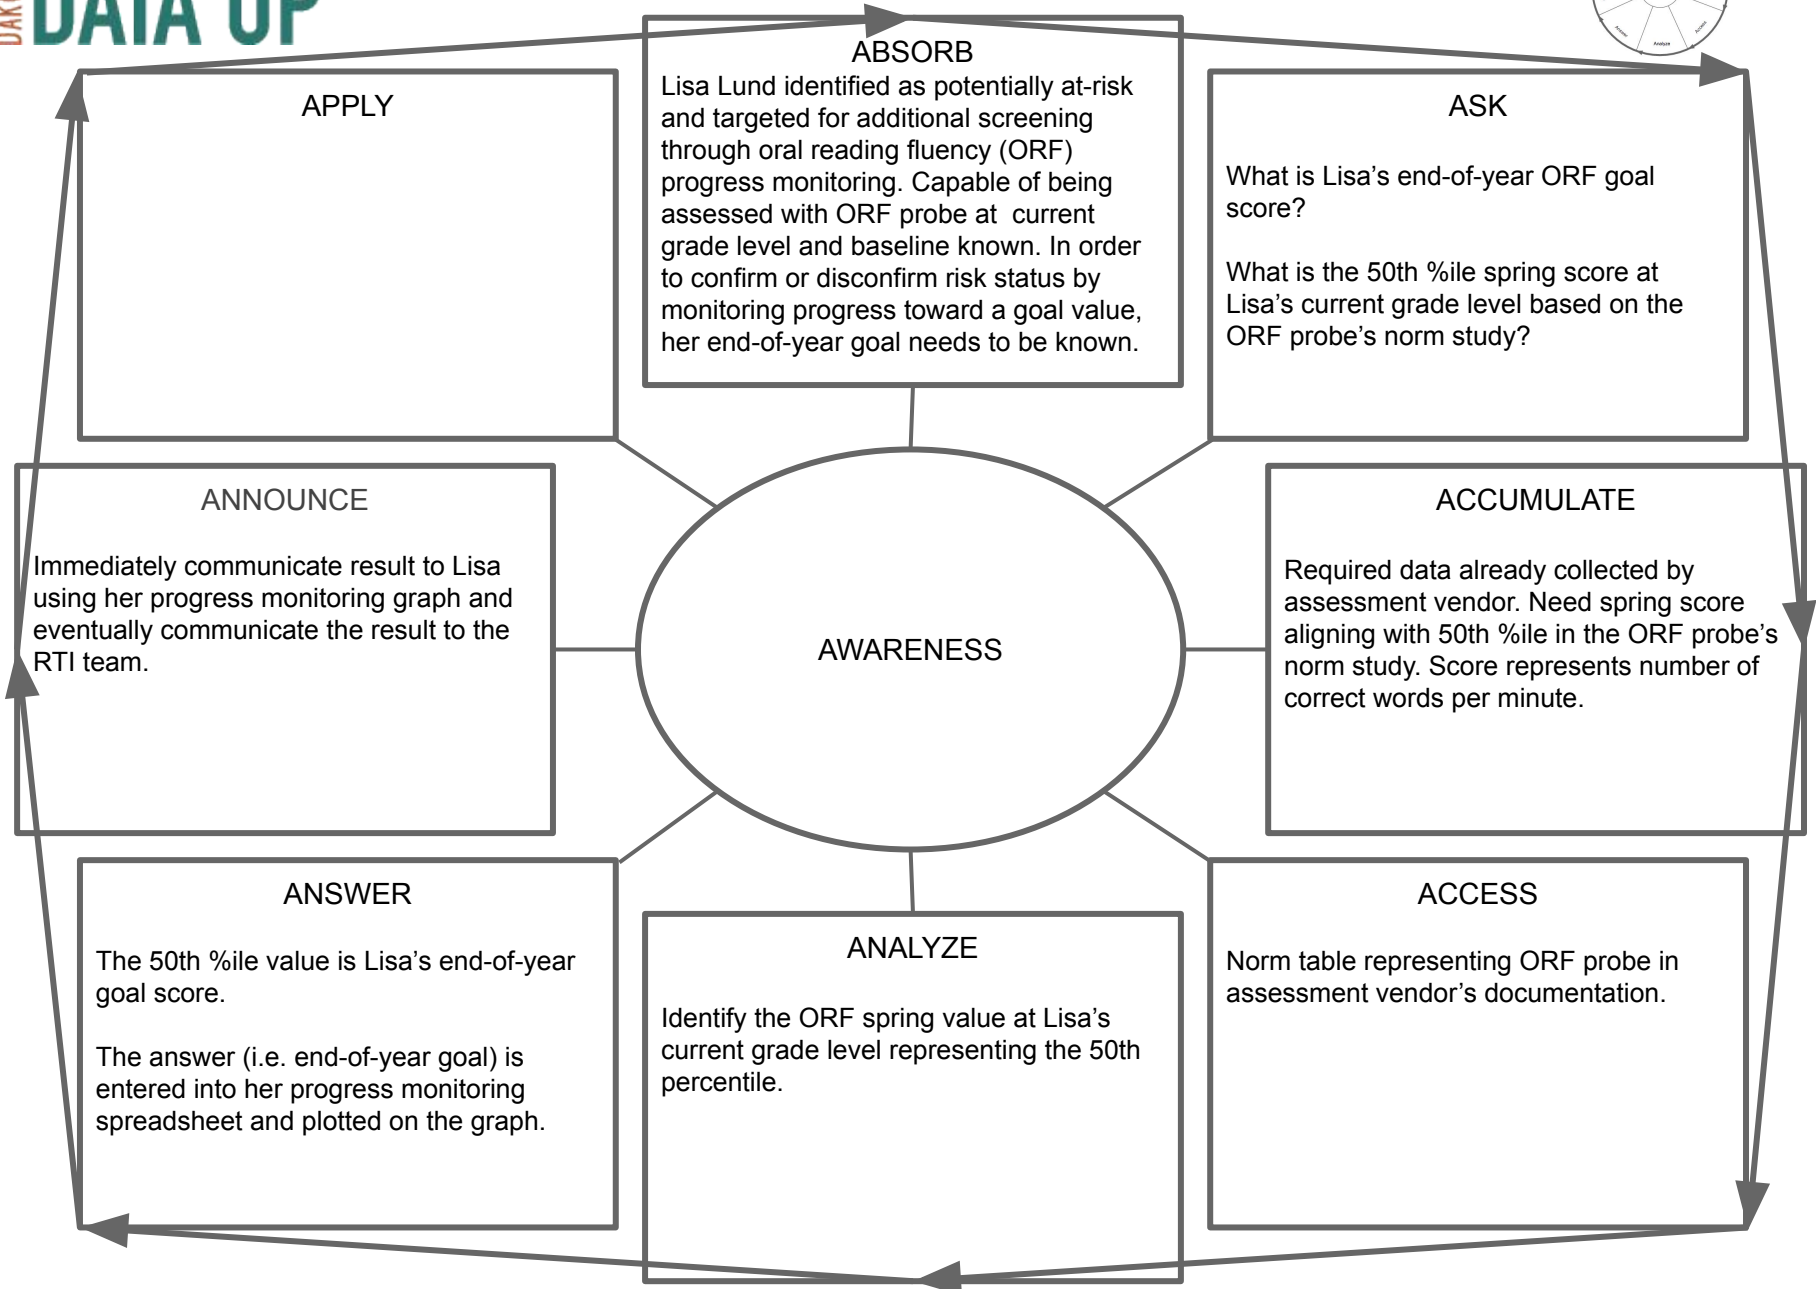 DATA UP
Analyze
ABSORB
Lisa Lund identified as potentially at-risk
and targeted for additional screening
through oral reading fluency (ORF)
progress monitoring. Capable of being
assessed with ORF probe at current
grade level and baseline known. In order
to confirm or disconfirm risk status by
monitoring progress toward a goal value,
her end-of-year goal needs to be known.
ASK
What is Lisa’s end-of-year ORF goal
score?
What is the 50th %ile spring score at
Lisa’s current grade level based on the
ORF probe’s norm study?
ACCUMULATE
Required data already collected by
assessment vendor. Need spring score
aligning with 50th %ile in the ORF probe’s
norm study. Score represents number of
correct words per minute.
ACCESS
Norm table representing ORF probe in
assessment vendor’s documentation.
ANALYZE
Identify the ORF spring value at Lisa’s
current grade level representing the 50th
percentile.
ANSWER
The 50th %ile value is Lisa’s end-of-year
goal score.
The answer (i.e. end-of-year goal) is
entered into her progress monitoring
spreadsheet and plotted on the graph.
ANNOUNCE
Immediately communicate result to Lisa
using her progress monitoring graph and
eventually communicate the result to the
RTI team.
APPLY
AWARENESS